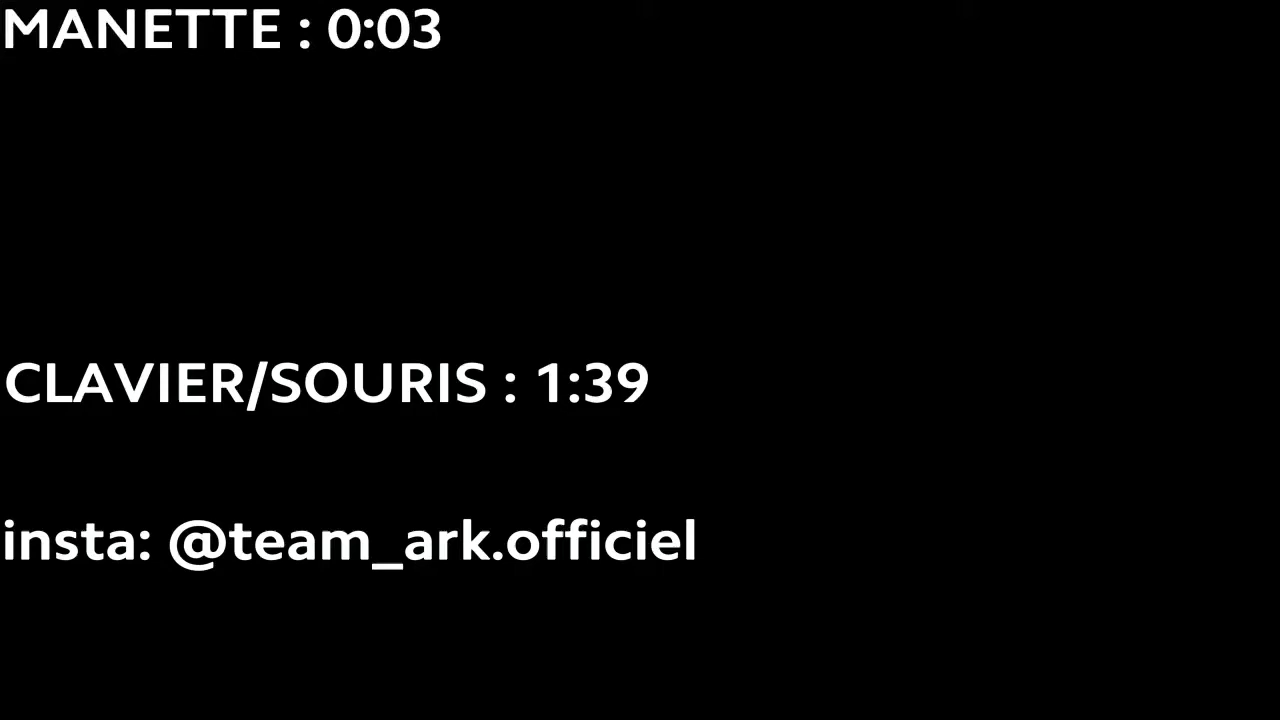 MANETTE : 0:03
CLAVIER/SOURIS : 1:39
insta: @team_ark.officiel